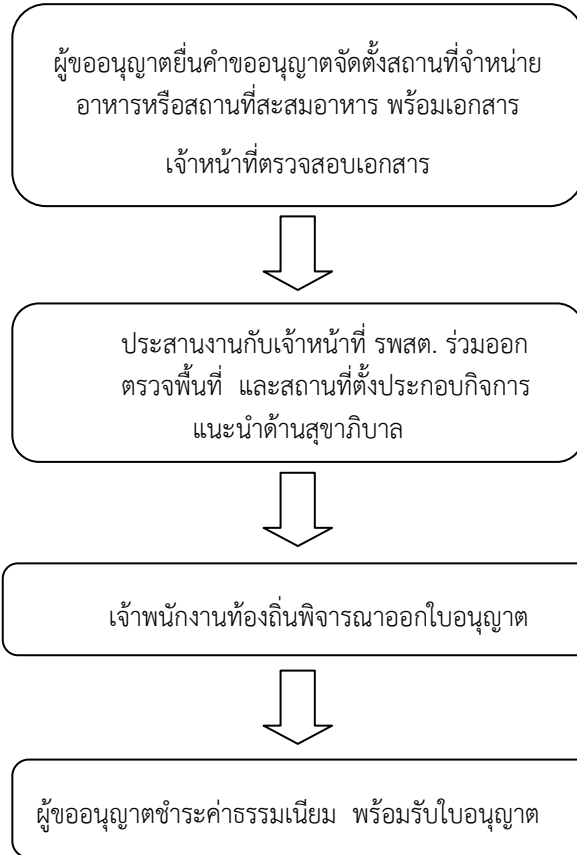 ผู้ขออนุญาตยื่นคำขออนุญาตจัดตั้งสถานที่จำหน่าย
อาหารหรือสถานที่สะสมอาหาร พร้อมเอกสาร
เจ้าหน้าที่ตรวจสอบเอกสาร
ประสานงานกับเจ้าหน้าที่ รพสต. ร่วมออก
ตรวจพื้นที่ และสถานที่ตั้งประกอบกิจการ
แนะนำด้านสุขาภิบาล
เจ้าพนักงานท้องถิ่นพิจารณาออกใบอนุญาต
ผู้ขออนุญาตชำระค่าธรรมเนียม พร้อมรับใบอนุญาต